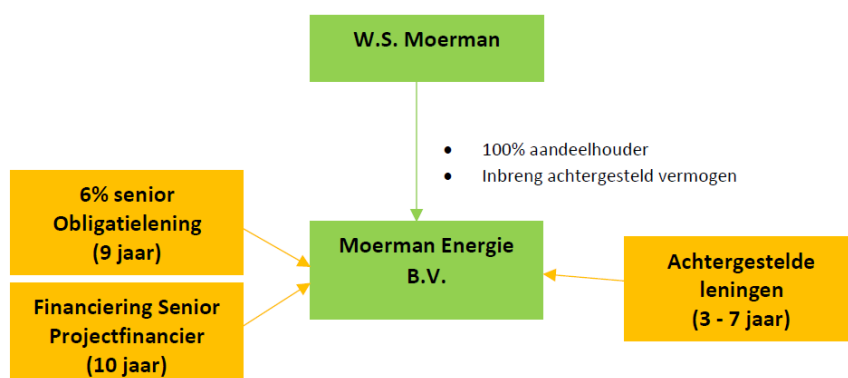 W.S. Moerman
• 100% aandeelhouder
• Inbreng achtergesteld vermogen
6% senior
Obligatielening
(9 jaar)
Moerman Energie
B.V.
Achtergestelde
leningen
(3 - 7 jaar)
Financiering Senior
Projectfinancier
(10 jaar)